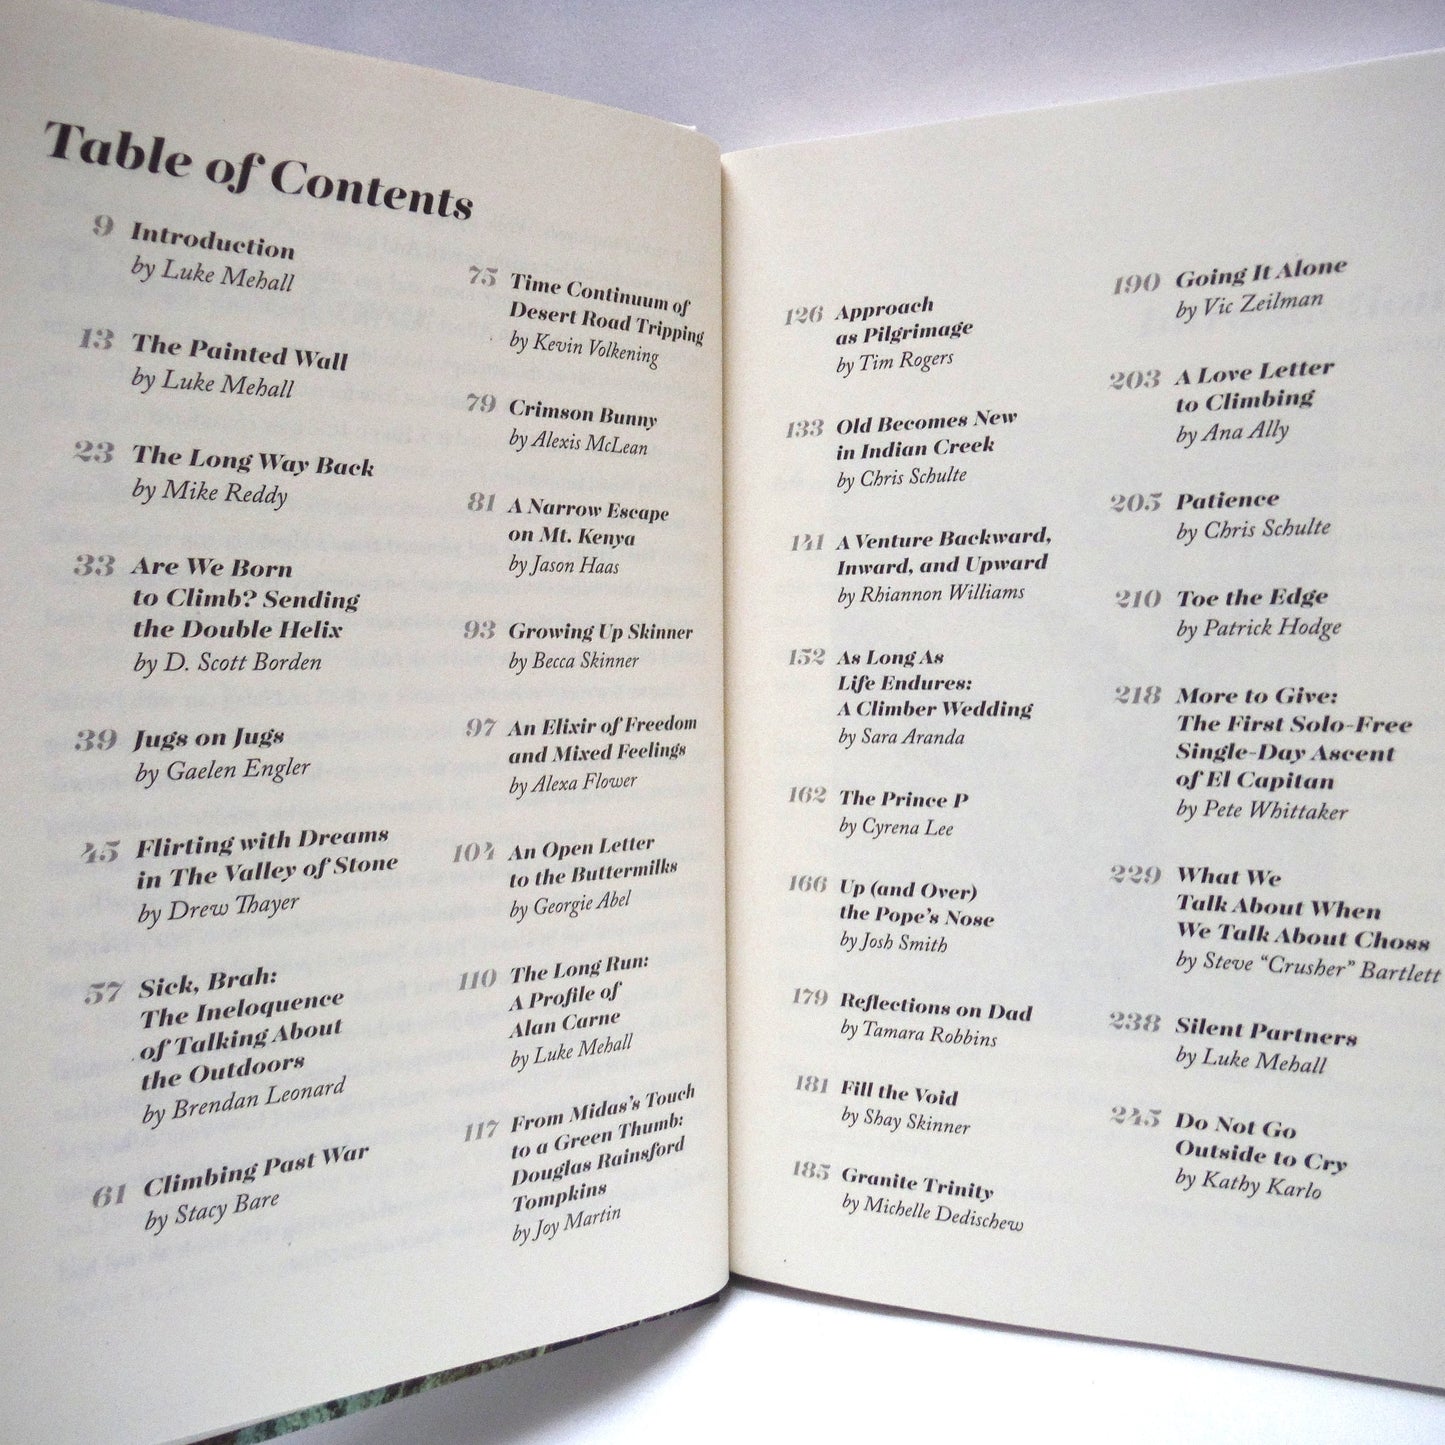 Table of Contents
9 Introduction
by Luke Mehall
13 The Painted Wall
by Luke Mehall
23 The Long Way Back
by Mike Reddy
33 Are We Born
to Climb? Sending
the Double Helix
by D. Scott Borden
39 Jugs on Jugs
by Gaelen Engler
45 Flirting with Dreams
in The Valley of Stone
by Drew Thayer
57 Sick, Brah:
The Ineloquence
of Talking About
the Outdoors
by Brendan Leonard
61 Climbing Past War
by Stacy Bare
75 Time Continuum of
Desert Road Tripping
by Kevin Volkening
79 Crimson Bunny
by Alexis McLean
81 A Narrow Escape
on Mt. Kenya
by Jason Haas
93 Growing Up Skinner
by Becca Skinner
97 An Elixir of Freedom
and Mixed Feelings
by Alexa Flower
104 An Open Letter
to the Buttermilks
by Georgie Abel
110 The Long Run:
A Profile of
Alan Carne
by Luke Mehall
117 From Midas's Touch
to a Green Thumb:
Douglas Rainsford
Tompkins
by Joy Martin
126 Approach
as Pilgrimage
by Tim Rogers
133 Old Becomes New
in Indian Creek
by Chris Schulte
141 A Venture Backward,
Inward, and Upward
by Rhiannon Williams
152 As Long As
Life Endures:
A Climber Wedding
by Sara Aranda
162 The Prince P
by Cyrena Lee
166 Up (and Over)
the Pope's Nose
by Josh Smith
179 Reflections on Dad
by Tamara Robbins
181 Fill the Void
by Shay Skinner
185 Granite Trinity
by Michelle Dedischew
190 Going It Alone
by Vic Zeilman
203 A Love Letter
to Climbing
by Ana Ally
205 Patience
by Chris Schulte
210 Toe the Edge
by Patrick Hodge
218 More to Give:
The First Solo-Free
Single-Day Ascent
of El Capitan
by Pete Whittaker
229 What We
Talk About When
We Talk About Choss
by Steve "Crusher" Bartlett
238 Silent Partners
by Luke Mehall
245 Do Not Go
Outside to Cry
by Kathy Karlo